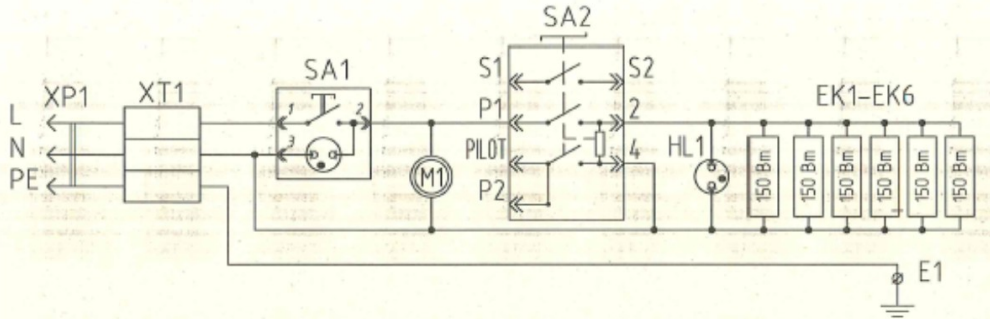 SA2
XP1
XT1
SA1
S1
S2
EK1-EK6
L
1
2
P1
2
N
3
PILOT
4
HL1
PE
M1
P2
150 Вт
150 Вт
150 Вт
150 Вт
150 Вт
150 Вт
E1